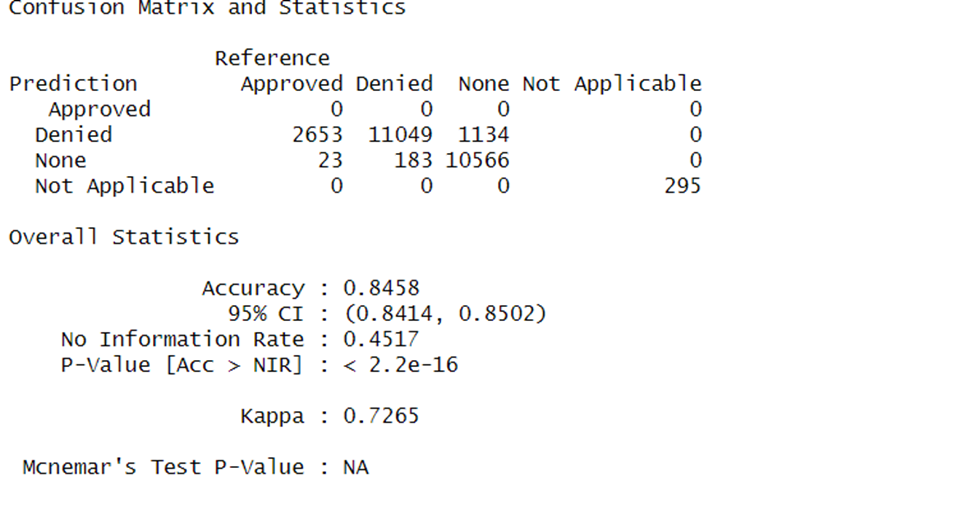 Confusion Matrix and Statistics
Reference
Prediction Approved Denied None Not Applicable
Approved 0 0 0 0
Denied 2653 11049 1134 0
None 23 183 10566 0
Not Applicable 0 0 0 295
Overall Statistics
Accuracy : 0.8458
95% CI : (0.8414, 0.8502)
No Information Rate : 0.4517
P-Value [Acc > NIR] : < 2.2e-16
Kappa : 0.7265
Mcnemar's Test P-Value : NA